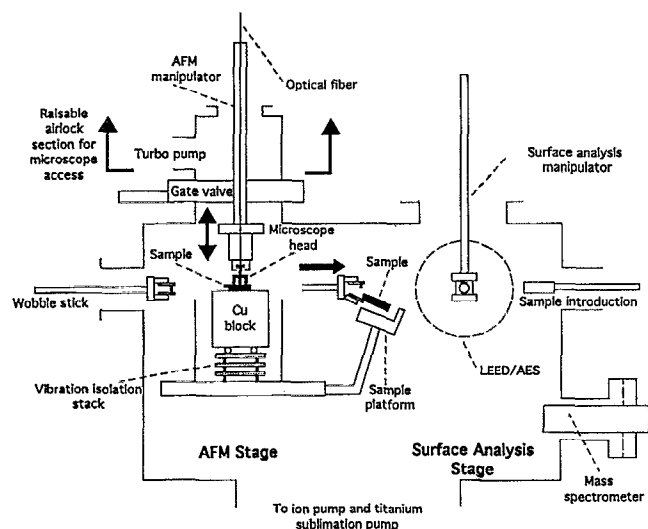 AFM
manipulator
Optical fiber
Raisable
airlock
section for
microscope
access
Turbo pump
Gate valve
Surface analysis
manipulator
Microscope
head
Sample
Sample
Wobble stick
Cu
block
Sample introduction
Vibration isolation
stack
Sample
platform
LEED/AES
AFM Stage
Surface Analysis
Stage
Mass
spectrometer
To ion pump and titanium
sublimation pump